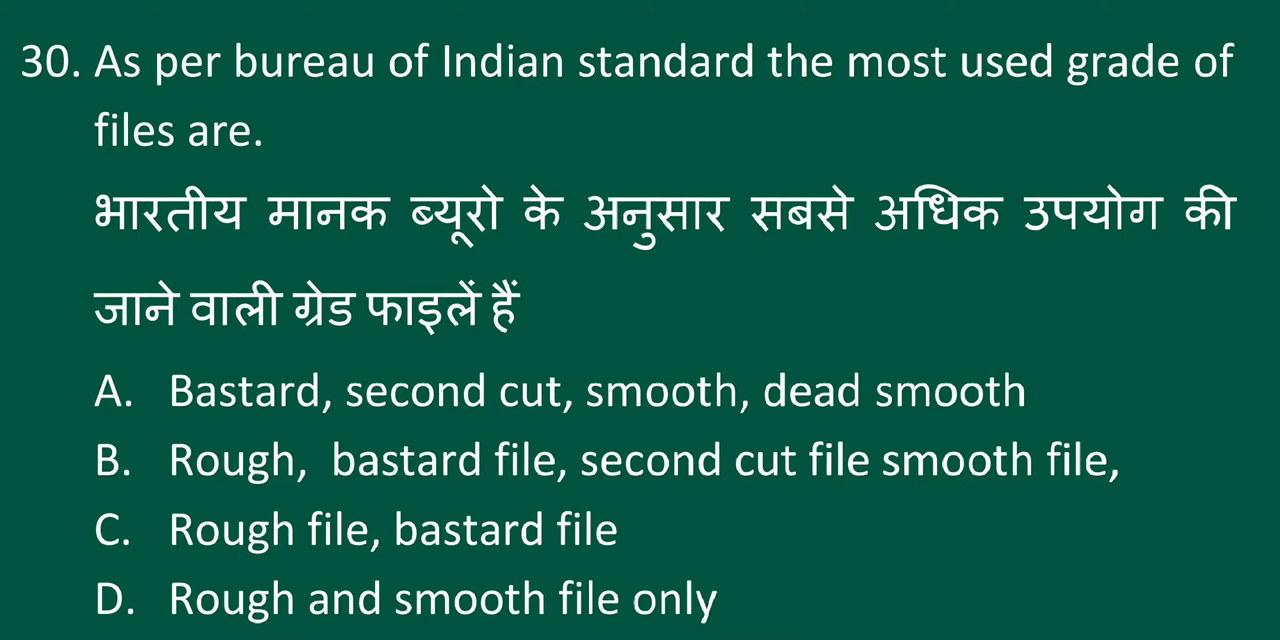 30. As per bureau of Indian standard the most used grade of
files are.
भारतीय मानक ब्यूरो के अनुसार सबसे अधिक उपयोग की
जाने वाली ग्रेड फाइलें हैं
A. Bastard, second cut, smooth, dead smooth
B. Rough, bastard file, second cut file smooth file,
C. Rough file, bastard file
D. Rough and smooth file only